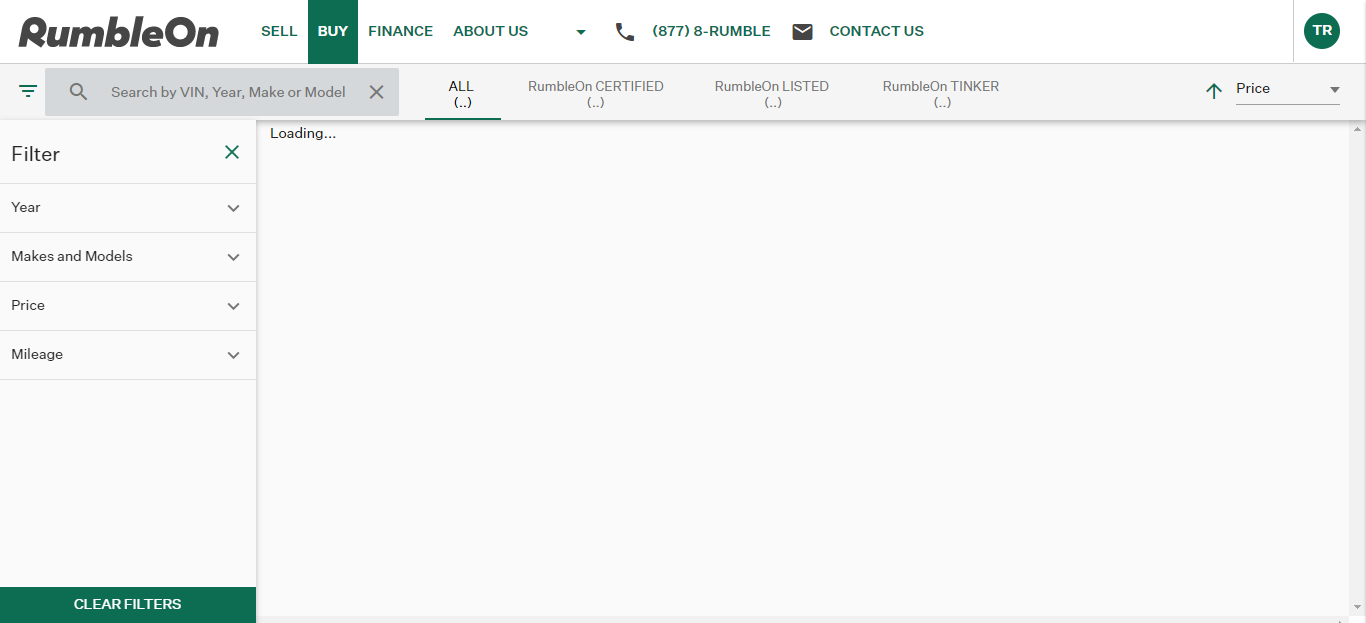 RumbleOn
SELL
BUY
FINANCE
ABOUT US
(877) 8-RUMBLE
CONTACT US
TR
Search by VIN, Year, Make or Model
ALL
(..)
RumbleOn CERTIFIED
(..)
RumbleOn LISTED
(..)
RumbleOn TINKER
(..)
Price
Filter
Year
Makes and Models
Price
Mileage
CLEAR FILTERS
Loading...